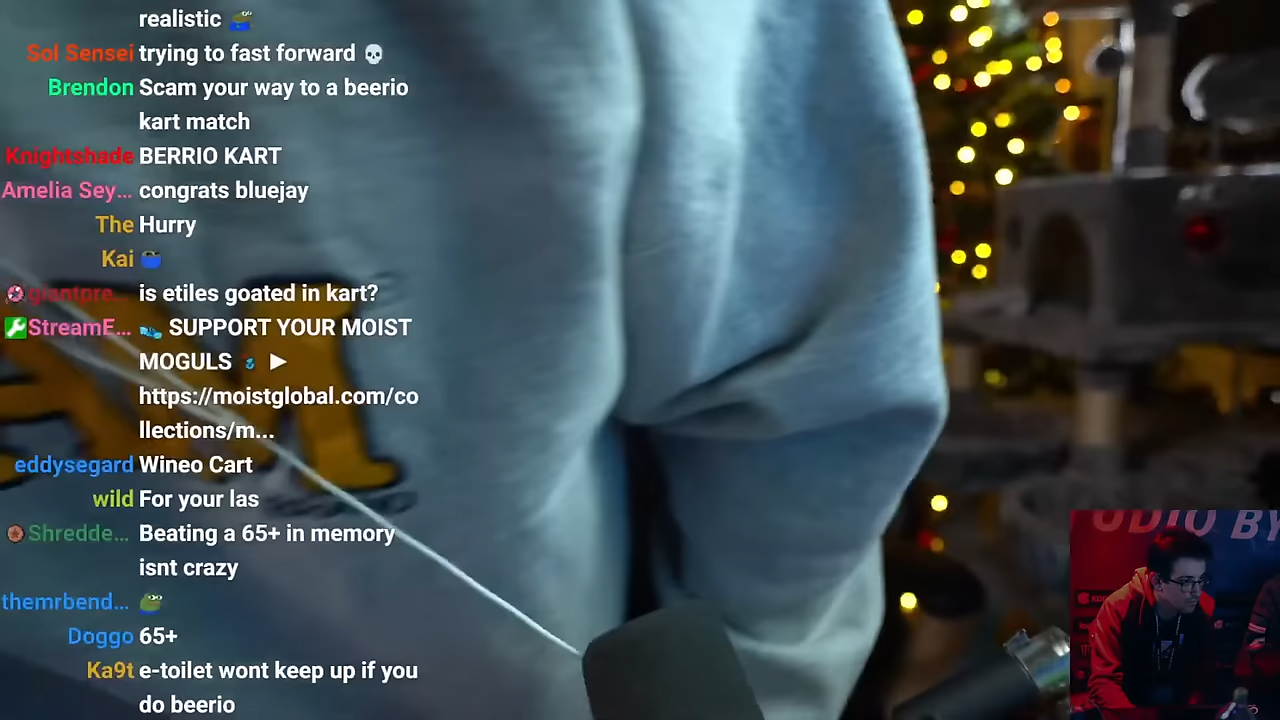 realistic
Sol Sensei trying to fast forward
Brendon Scam your way to a beerio
kart match
Knightshade BERRIO KART
Amelia Sey... congrats bluejay
The Hurry
Kai
giantpre... is etiles goated in kart?
StreamE... SUPPORT YOUR MOIST
MOGULS
https://moistglobal.com/co
llections/m...
eddysegard Wineo Cart
wild For your las
Shredde... Beating a 65+ in memory
isnt crazy
themrbend...
Doggo 65+
Ka9t e-toilet wont keep up if you
do beerio
UDIO BY